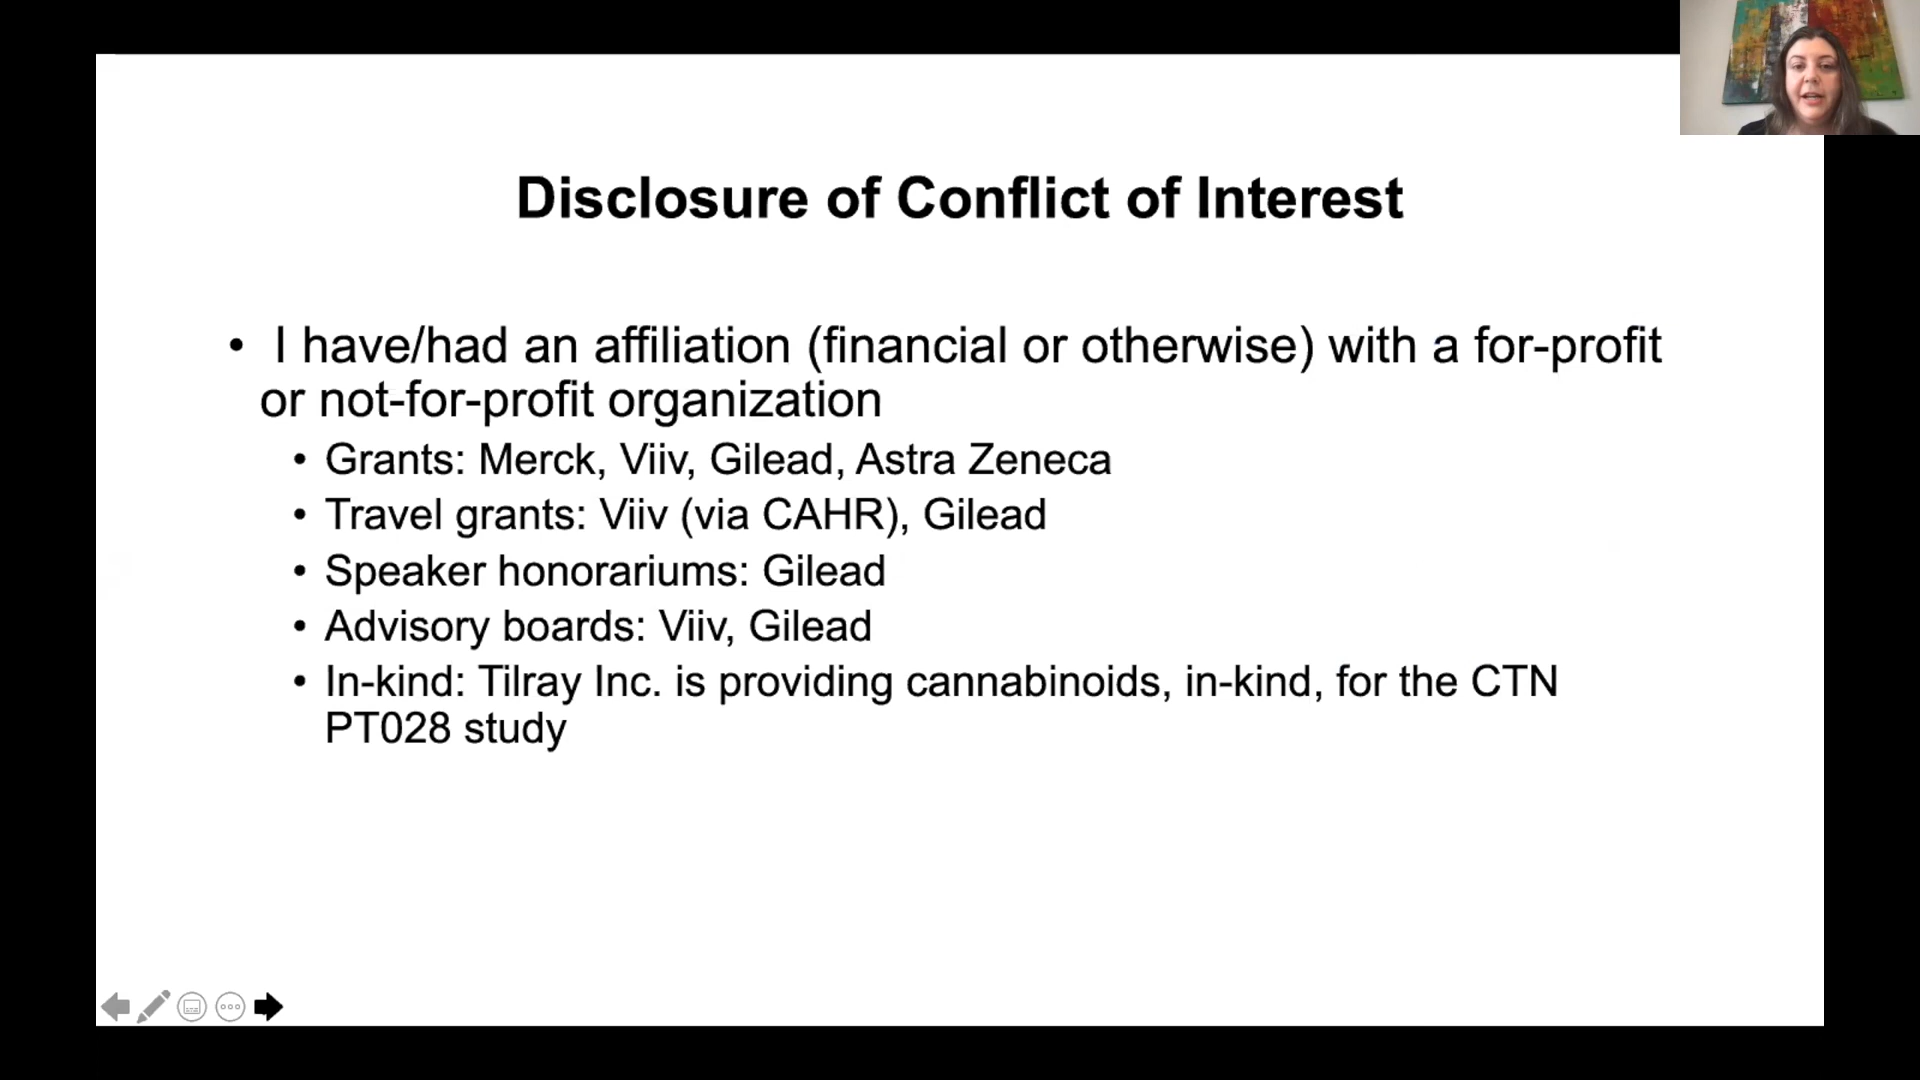 Disclosure of Conflict of Interest
• I have/had an affiliation (financial or otherwise) with a for-profit
or not-for-profit organization
• Grants: Merck, Viiv, Gilead, Astra Zeneca
• Travel grants: Viiv (via CAHR), Gilead
• Speaker honorariums: Gilead
• Advisory boards: Viiv, Gilead
• In-kind: Tilray Inc. is providing cannabinoids, in-kind, for the CTN
PT028 study